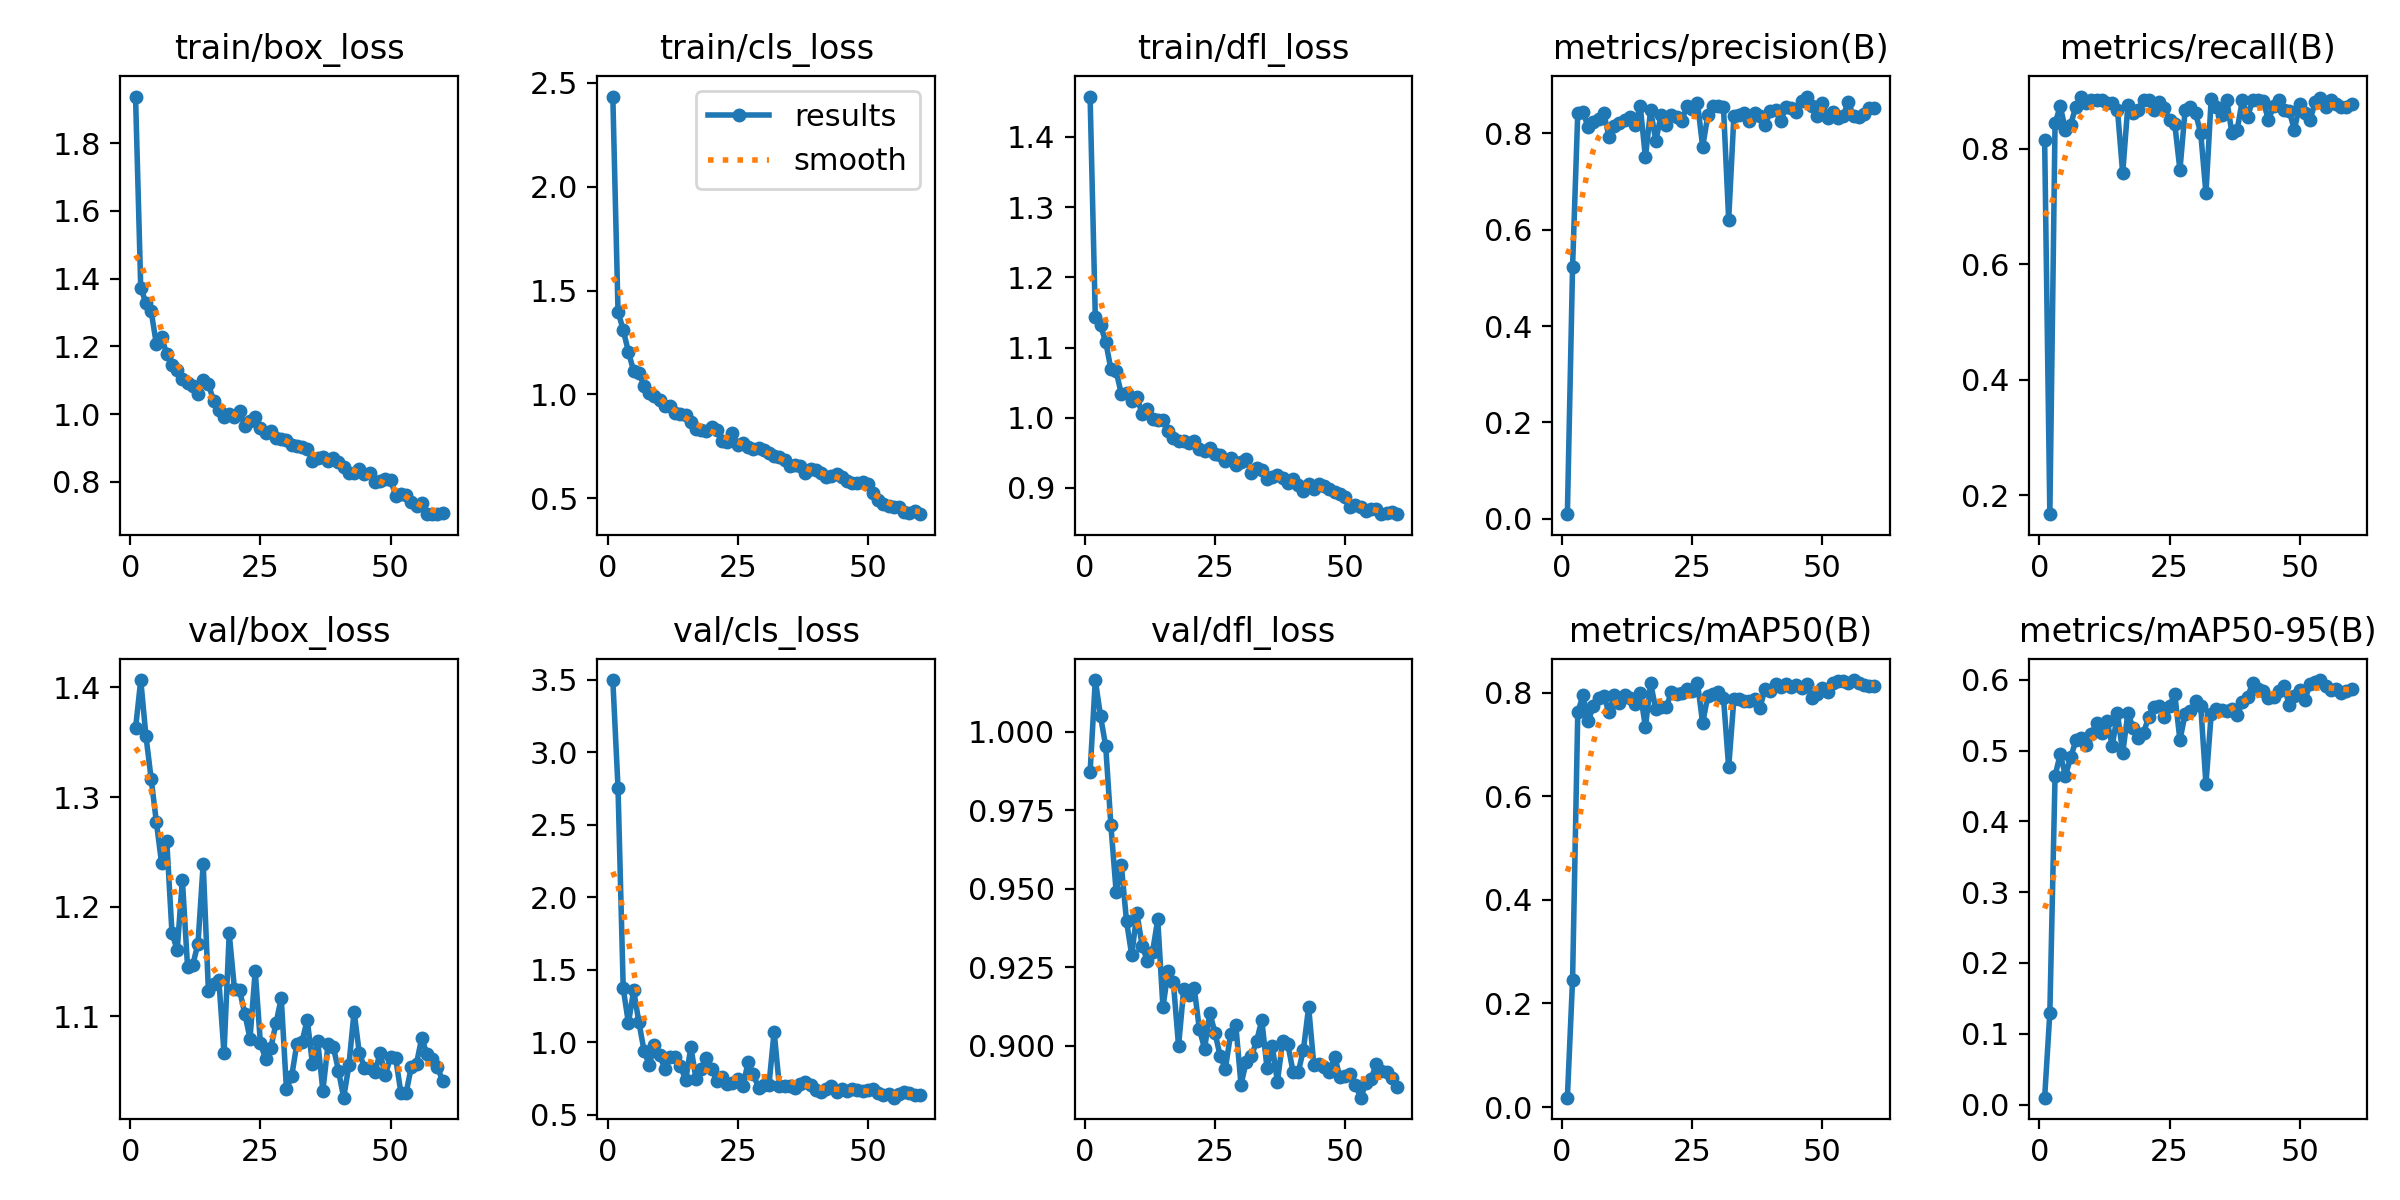 train/box_loss
1.8
1.6
1.4
1.2
1.0
0.8
0 25 50
train/cls_loss
2.5
2.0
1.5
1.0
0.5
results
smooth
0 25 50
train/dfl_loss
1.4
1.3
1.2
1.1
1.0
0.9
0 25 50
metrics/precision(B)
0.8
0.6
0.4
0.2
0.0
0 25 50
metrics/recall(B)
0.8
0.6
0.4
0.2
0 25 50
val/box_loss
1.4
1.3
1.2
1.1
0 25 50
val/cls_loss
3.5
3.0
2.5
2.0
1.5
1.0
0.5
0 25 50
val/dfl_loss
1.000
0.975
0.950
0.925
0.900
0 25 50
metrics/mAP50(B)
0.8
0.6
0.4
0.2
0.0
0 25 50
metrics/mAP50-95(B)
0.6
0.5
0.4
0.3
0.2
0.1
0.0
0 25 50